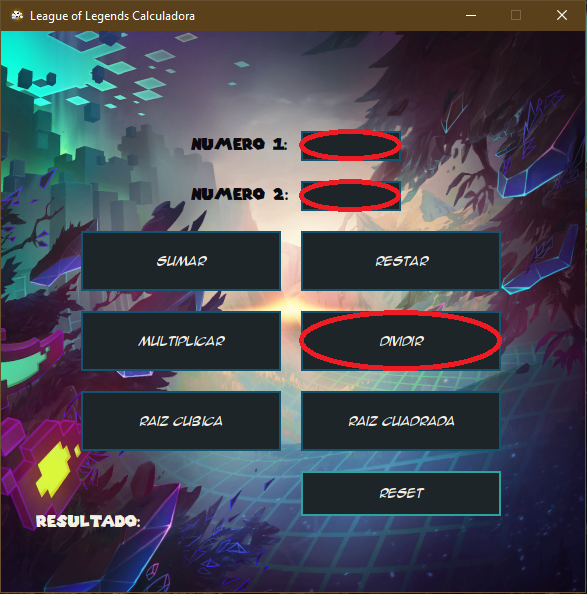 League of Legends Calculadora
NUMERO 1:
NUMERO 2:
SUMAR
RESTAR
MULTIPLICAR
DIVIDIR
RAIZ CUBICA
RAIZ CUADRADA
RESET
RESULTADO: